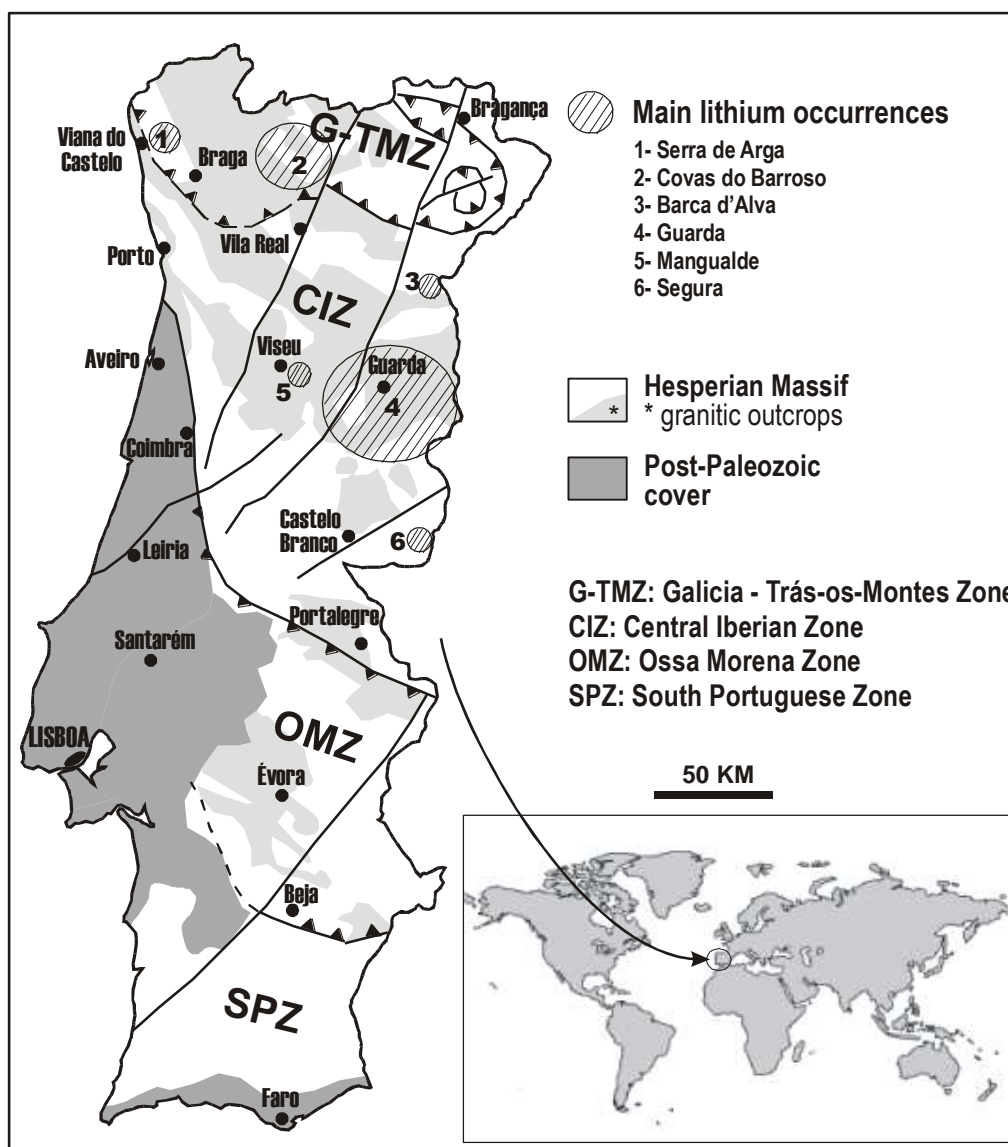 Bragança
G-TMZ
Viana do
Castelo
1
Braga
2
Vila Real
Porto
3
CIZ
Aveiro
Viseu
5
Guarda
4
Coimbra
Castelo
Branco
6
Leiria
Portalegre
Santarém
OMZ
LISBOA
Évora
Beja
SPZ
Faro
Main lithium occurrences
1- Serra de Arga
2- Covas do Barroso
3- Barca d'Alva
4- Guarda
5- Mangualde
6- Segura
*
Hesperian Massif
* granitic outcrops
Post-Paleozoic
cover
G-TMZ: Galicia - Trás-os-Montes Zone
CIZ: Central Iberian Zone
OMZ: Ossa Morena Zone
SPZ: South Portuguese Zone
50 KM